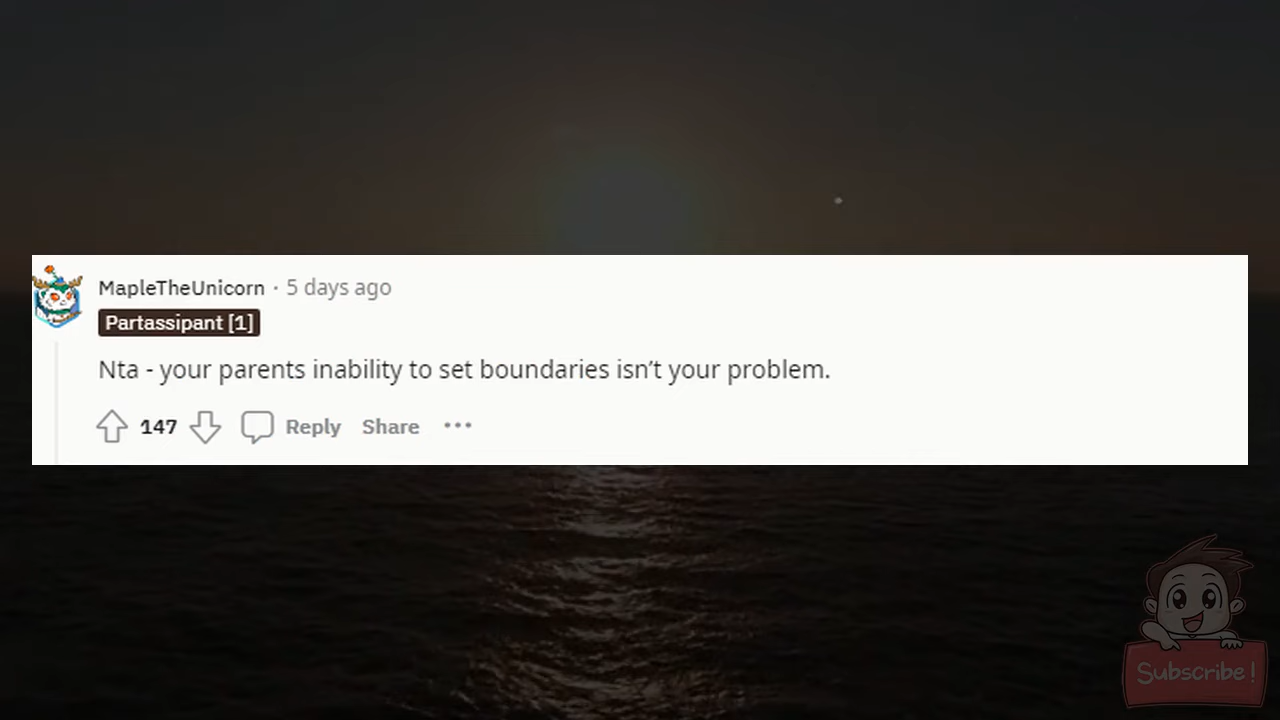 MapleTheUnicorn · 5 days ago
Partassipant [1]
Nta - your parents inability to set boundaries isn’t your problem.
147 Reply Share ···
Subscribe!